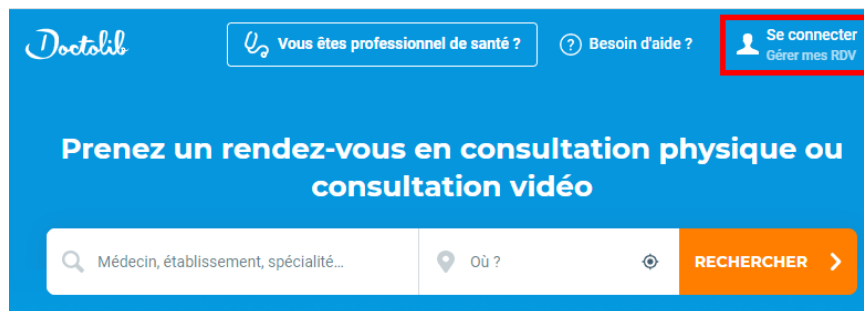 Doctolib
Vous êtes professionnel de santé ?
Besoin d'aide ?
Se connecter
Gérer mes RDV
Prenez un rendez-vous en consultation physique ou
consultation vidéo
Médecin, établissement, spécialité...
Où ?
RECHERCHER